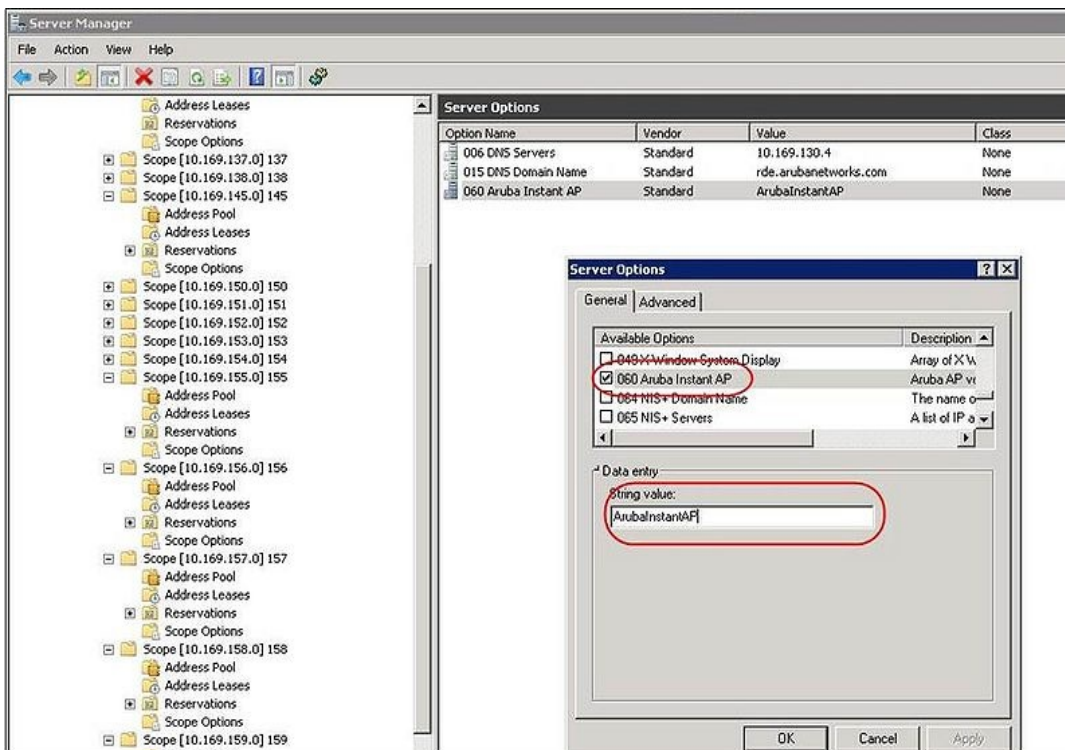 Server Manager
File Action View Help
Address Leases
Reservations
Scope Options
Scope [10.169.137.0] 137
Scope [10.169.138.0] 138
Scope [10.169.145.0] 145
Address Pool
Address Leases
Reservations
Scope Options
Scope [10.169.150.0] 150
Scope [10.169.151.0] 151
Scope [10.169.152.0] 152
Scope [10.169.153.0] 153
Scope [10.169.154.0] 154
Scope [10.169.155.0] 155
Address Pool
Address Leases
Reservations
Scope Options
Scope [10.169.156.0] 156
Address Pool
Address Leases
Reservations
Scope Options
Scope [10.169.157.0] 157
Address Pool
Address Leases
Reservations
Scope Options
Scope [10.169.158.0] 158
Address Pool
Address Leases
Reservations
Scope Options
Scope [10.169.159.0] 159
Server Options
Option Name Vendor Value Class
006 DNS Servers Standard 10.169.130.4 None
015 DNS Domain Name Standard rde.arubanetworks.com None
060 Aruba Instant AP Standard ArubaInstantAP None
Server Options
General Advanced
Available Options Description
049 X Window System Display Array of X W
060 Aruba Instant AP Aruba AP ve
064 NIS+ Domain Name The name o
065 NIS+ Servers A list of IP a
Data entry
String value:
ArubaInstantAP
OK Cancel Apply